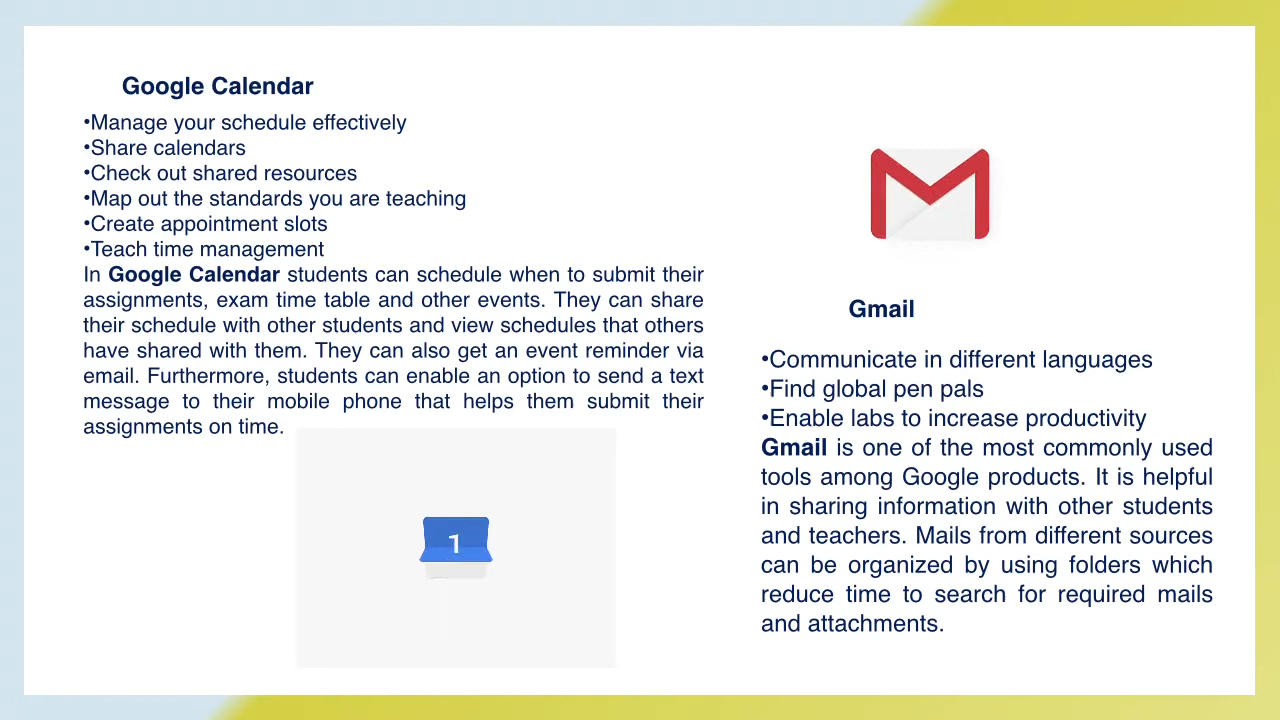 Google Calendar
•Manage your schedule effectively
•Share calendars
•Check out shared resources
•Map out the standards you are teaching
•Create appointment slots
•Teach time management
In Google Calendar students can schedule when to submit their
assignments, exam time table and other events. They can share
their schedule with other students and view schedules that others
have shared with them. They can also get an event reminder via
email. Furthermore, students can enable an option to send a text
message to their mobile phone that helps them submit their
assignments on time.
1
Gmail
•Communicate in different languages
•Find global pen pals
•Enable labs to increase productivity
Gmail is one of the most commonly used
tools among Google products. It is helpful
in sharing information with other students
and teachers. Mails from different sources
can be organized by using folders which
reduce time to search for required mails
and attachments.